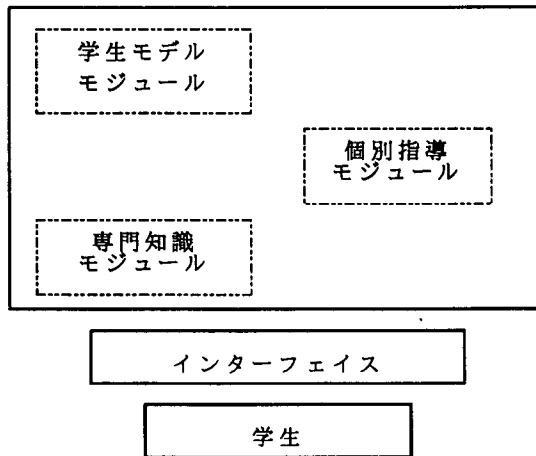 学生モデル
モジュール
個別指導
モジュール
専門知識
モジュール
インターフェイス
学生